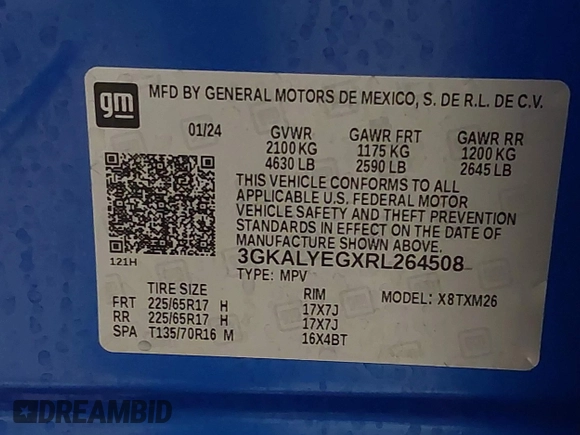 gm
MFD BY GENERAL MOTORS DE MEXICO, S. DE R.L. DE C.V.
01/24 GVWR GAWR FRT GAWR RR
2100 KG 1175 KG 1200 KG
4630 LB 2590 LB 2645 LB
THIS VEHICLE CONFORMS TO ALL
APPLICABLE U.S. FEDERAL MOTOR
VEHICLE SAFETY AND THEFT PREVENTION
STANDARDS IN EFFECT ON THE DATE OF
MANUFACTURE SHOWN ABOVE.
121H 3GKALYEGXRL264508
TYPE: MPV
TIRE SIZE RIM MODEL: X8TXM26
FRT 225/65R17 H 17X7J
RR 225/65R17 H 17X7J
SPA T135/70R16 M 16X4BT
DREAMBID